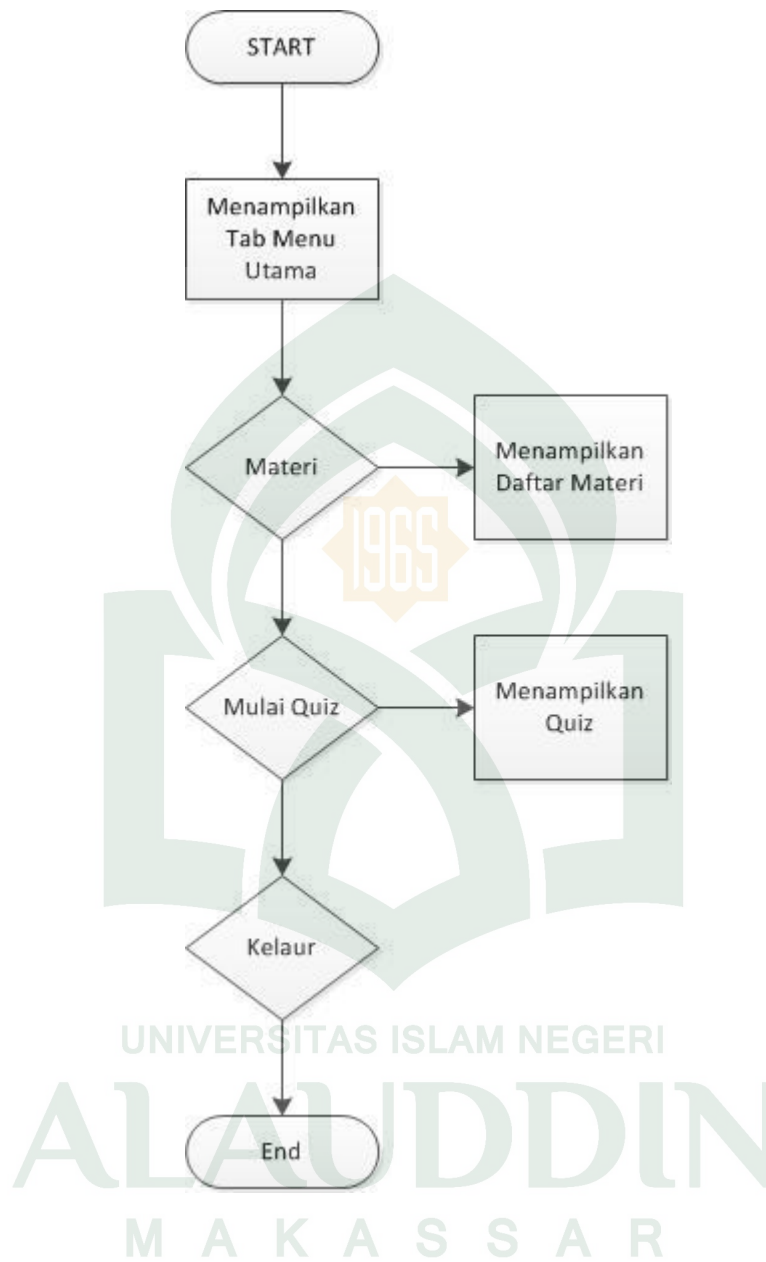 START
Menampilkan
Tab Menu
Utama
Materi
Menampilkan
Daftar Materi
1965
Mulai Quiz
Menampilkan
Quiz
Kelaur
UNIVERSITAS ISLAM NEGERI
ALAUDDIN
End
MAKASSAR